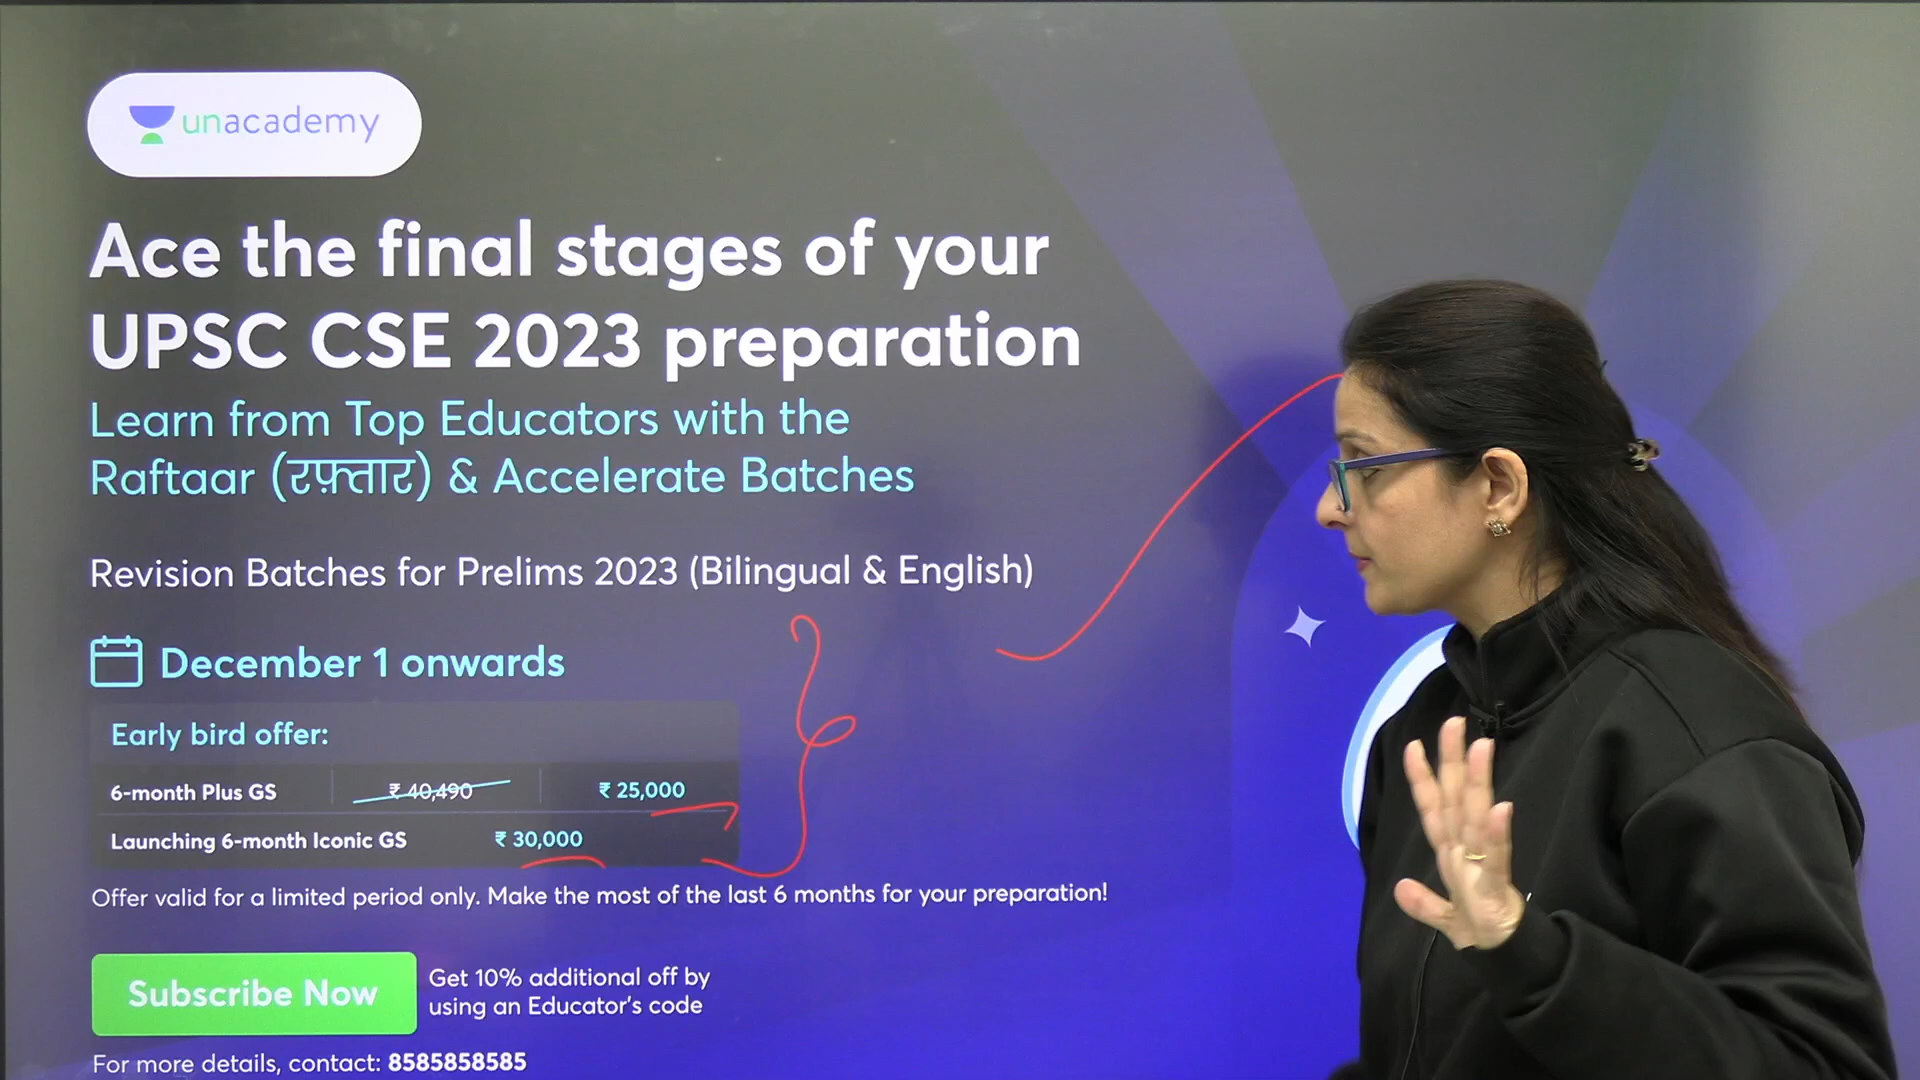 unacademy
Ace the final stages of your
UPSC CSE 2023 preparation
Learn from Top Educators with the
Raftaar (रफ़्तार) & Accelerate Batches
Revision Batches for Prelims 2023 (Bilingual & English)
December 1 onwards
Early bird offer:
6-month Plus GS ₹ 40,490 ₹ 25,000
Launching 6-month Iconic GS ₹ 30,000
Offer valid for a limited period only. Make the most of the last 6 months for your preparation!
Subscribe Now
Get 10% additional off by
using an Educator's code
For more details, contact: 8585858585